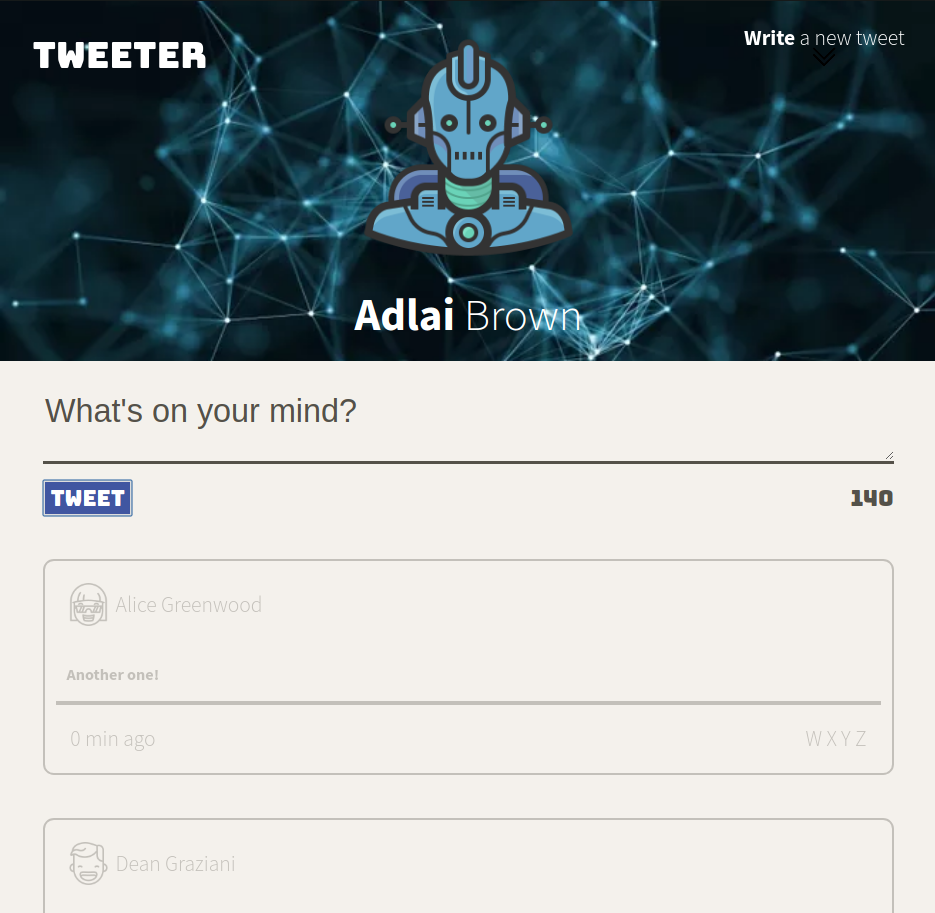 TWEETER
Write a new tweet
Adlai Brown
What's on your mind?
TWEET
140
Alice Greenwood
Another one!
0 min ago
W X Y Z
Dean Graziani